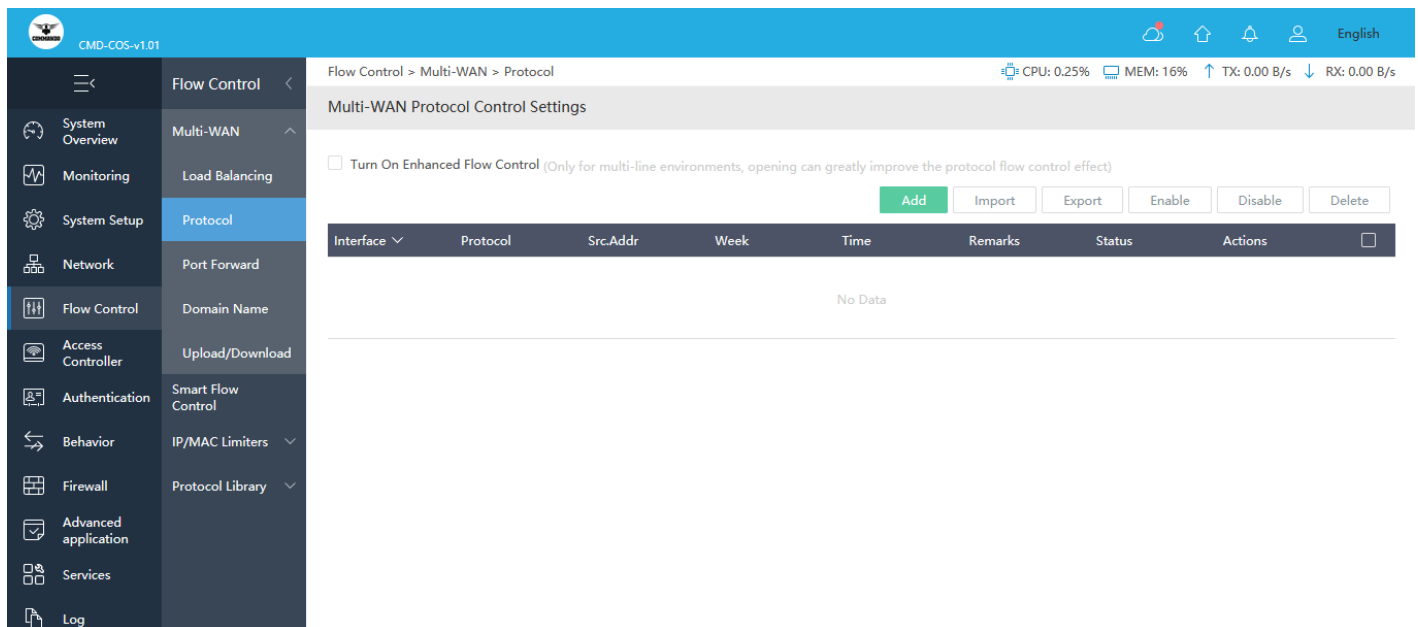 COMMANDO
CMD-COS-v1.01
English
Flow Control
Flow Control > Multi-WAN > Protocol
CPU: 0.25%
MEM: 16%
TX: 0.00 B/s
RX: 0.00 B/s
Multi-WAN Protocol Control Settings
System
Overview
Monitoring
System Setup
Network
Flow Control
Access
Controller
Authentication
Behavior
Firewall
Advanced
application
Services
Log
Multi-WAN
Load Balancing
Protocol
Port Forward
Domain Name
Upload/Download
Smart Flow
Control
IP/MAC Limiters
Protocol Library
Turn On Enhanced Flow Control (Only for multi-line environments, opening can greatly improve the protocol flow control effect)
Add Import Export Enable Disable Delete
Interface Protocol Src.Addr Week Time Remarks Status Actions
No Data